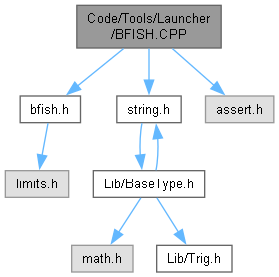 Code/Tools/Launcher
/BFISH.CPP
bfish.h
string.h
assert.h
limits.h
Lib/BaseType.h
math.h
Lib/Trig.h